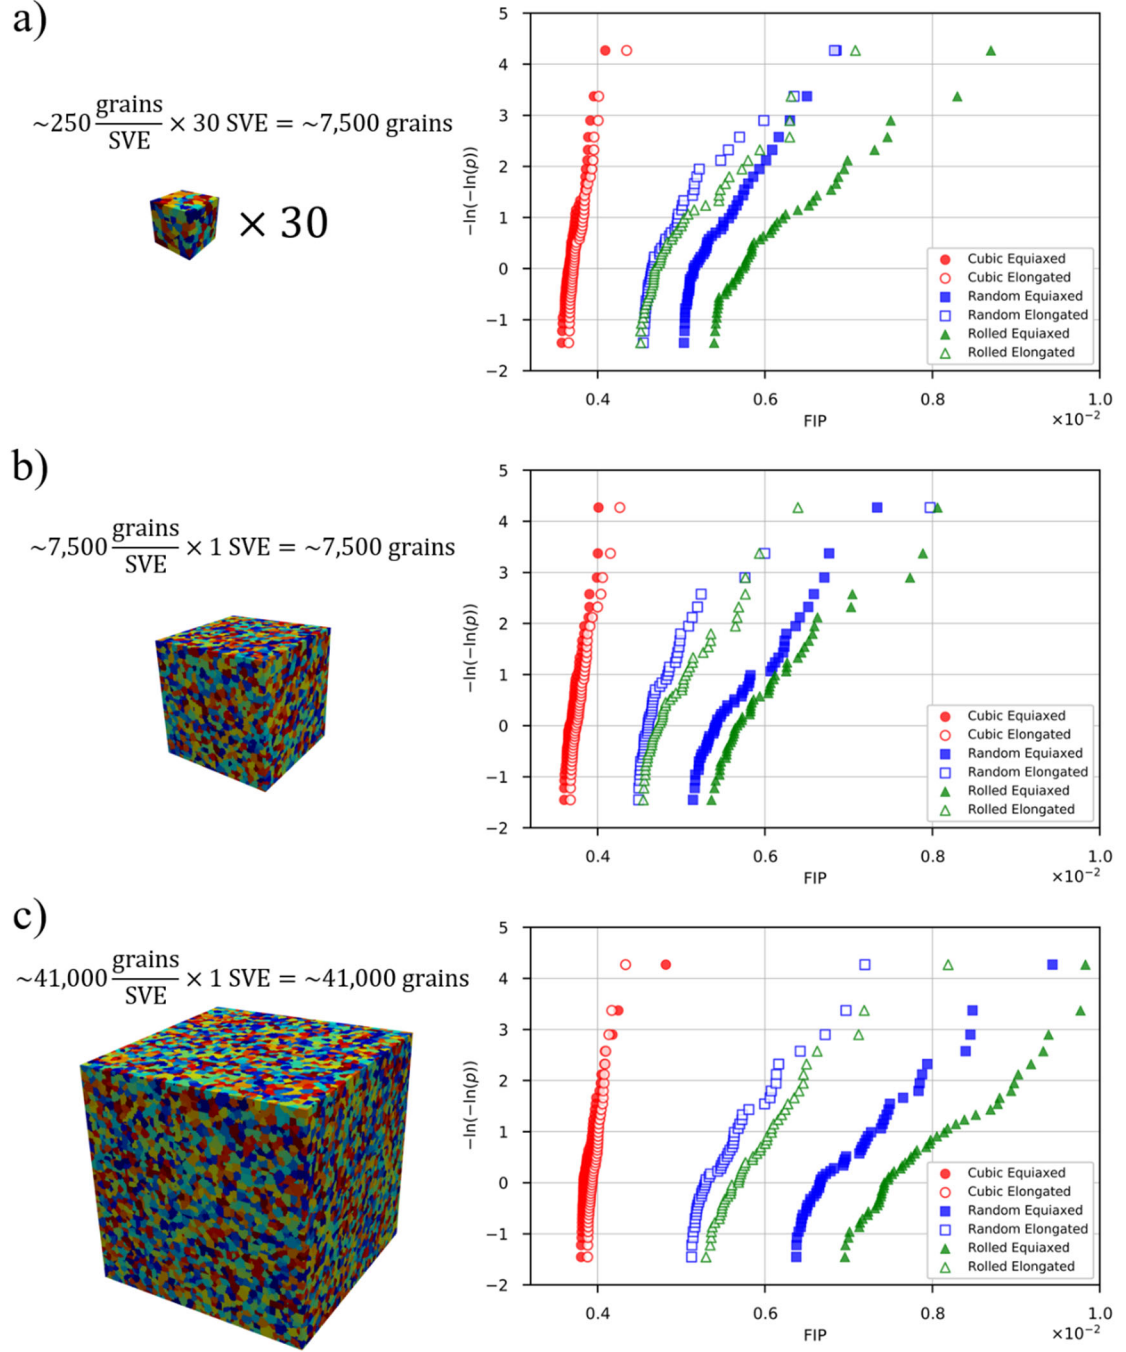 a)
~250 grains/SVE × 30 SVE = ~7,500 grains
× 30
5
4
3
2
1
0
−1
−2
−ln(−ln(p))
Cubic Equiaxed
Cubic Elongated
Random Equiaxed
Random Elongated
Rolled Equiaxed
Rolled Elongated
0.4 0.6 0.8 1.0
FIP
×10⁻²
b)
~7,500 grains/SVE × 1 SVE = ~7,500 grains
5
4
3
2
1
0
−1
−2
−ln(−ln(p))
Cubic Equiaxed
Cubic Elongated
Random Equiaxed
Random Elongated
Rolled Equiaxed
Rolled Elongated
0.4 0.6 0.8 1.0
FIP
×10⁻²
c)
~41,000 grains/SVE × 1 SVE = ~41,000 grains
5
4
3
2
1
0
−1
−2
−ln(−ln(p))
Cubic Equiaxed
Cubic Elongated
Random Equiaxed
Random Elongated
Rolled Equiaxed
Rolled Elongated
0.4 0.6 0.8 1.0
FIP
×10⁻²